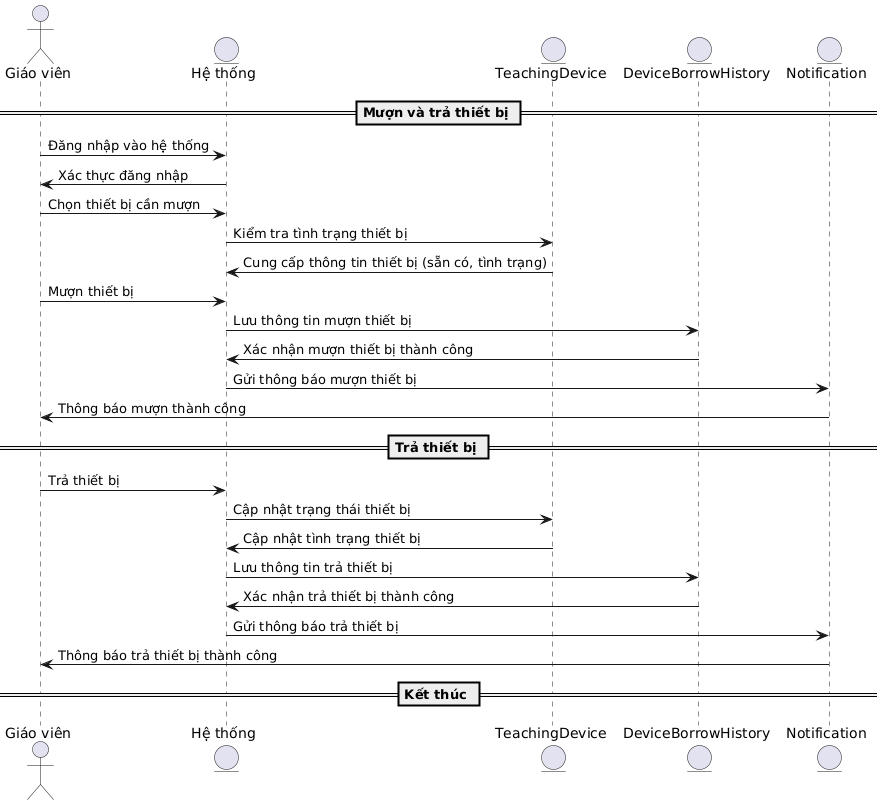 Giáo viên Hệ thống TeachingDevice DeviceBorrowHistory Notification
Mượn và trả thiết bị
Đăng nhập vào hệ thống
Xác thực đăng nhập
Chọn thiết bị cần mượn
Kiểm tra tình trạng thiết bị
Cung cấp thông tin thiết bị (sẵn có, tình trạng)
Mượn thiết bị
Lưu thông tin mượn thiết bị
Xác nhận mượn thiết bị thành công
Gửi thông báo mượn thiết bị
Thông báo mượn thành công
Trả thiết bị
Trả thiết bị
Cập nhật trạng thái thiết bị
Cập nhật tình trạng thiết bị
Lưu thông tin trả thiết bị
Xác nhận trả thiết bị thành công
Gửi thông báo trả thiết bị
Thông báo trả thiết bị thành công
Kết thúc
Giáo viên Hệ thống TeachingDevice DeviceBorrowHistory Notification